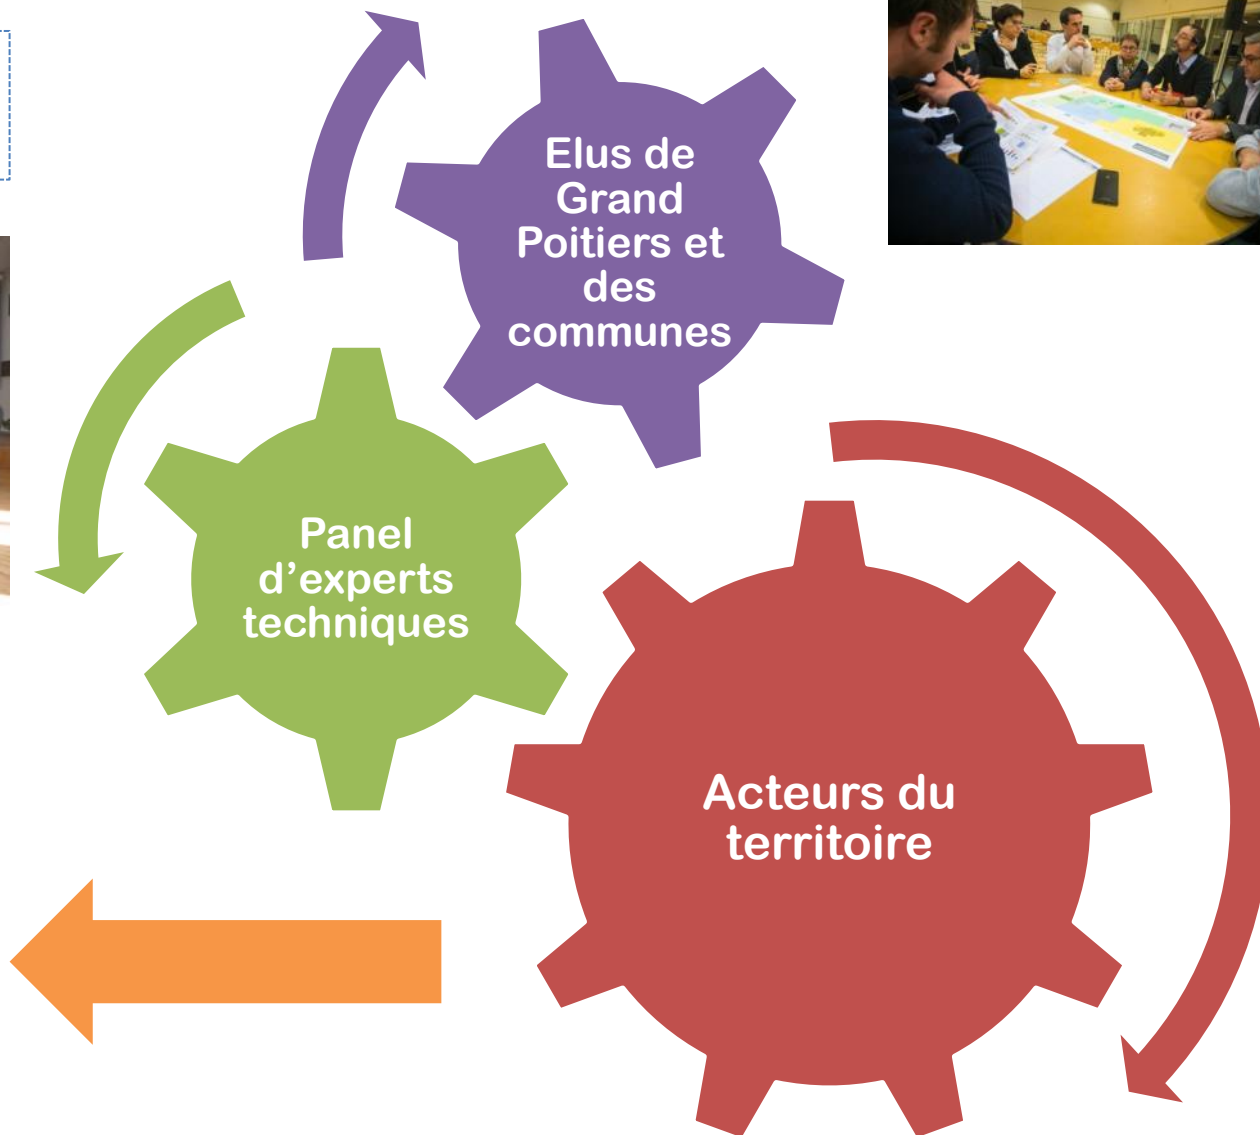 Elus de
Grand
Poitiers et
des
communes
Panel
d’experts
techniques
Acteurs du
territoire